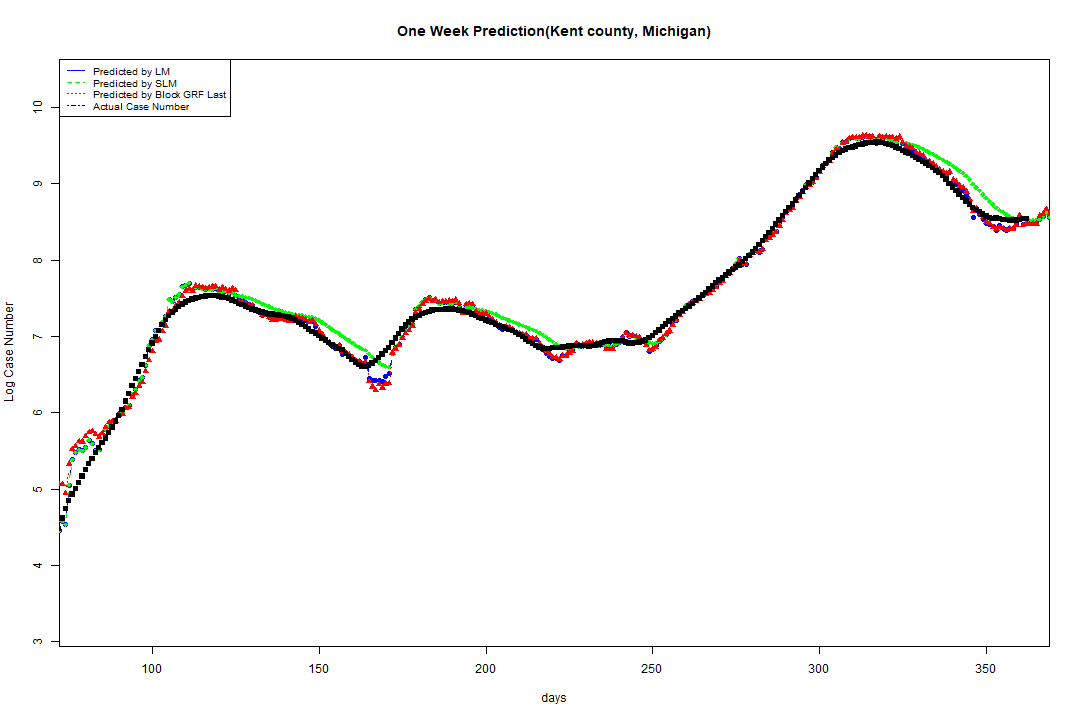 One Week Prediction(Kent county, Michigan)
Predicted by LM
Predicted by SLM
Predicted by Block GRF Last
Actual Case Number
10
9
8
7
6
5
4
3
Log Case Number
100 150 200 250 300 350
days